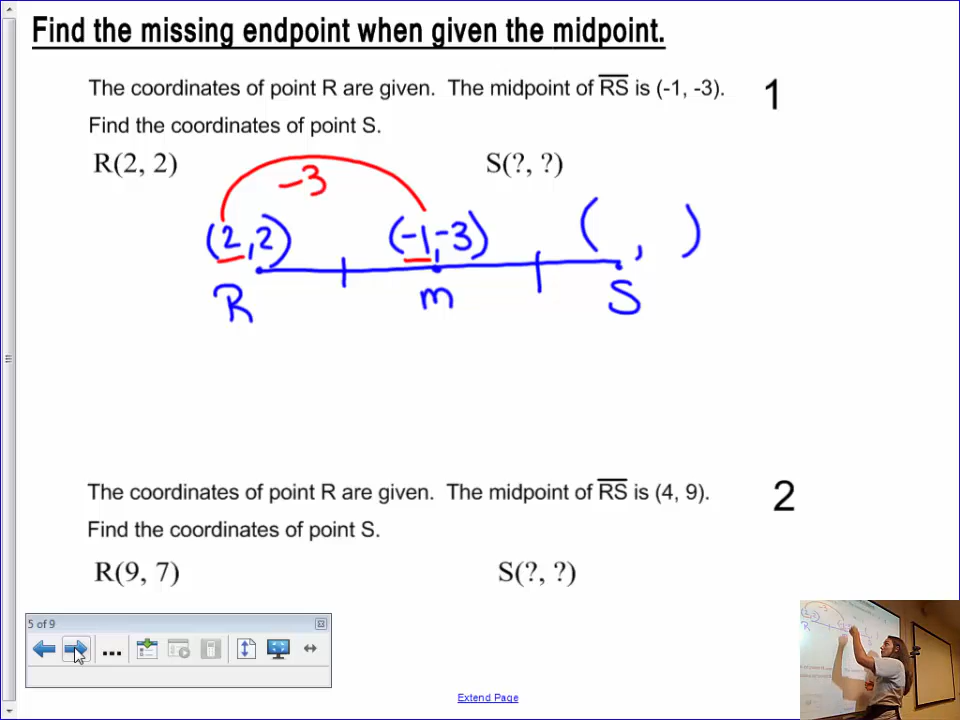 Find the missing endpoint when given the midpoint.
The coordinates of point R are given. The midpoint of RS is (-1, -3). 1
Find the coordinates of point S.
R(2, 2) S(?, ?)
-3
(2,2) (-1,-3) ( , )
R m S
The coordinates of point R are given. The midpoint of RS is (4, 9). 2
Find the coordinates of point S.
R(9, 7) S(?, ?)
5 of 9
...
Extend Page